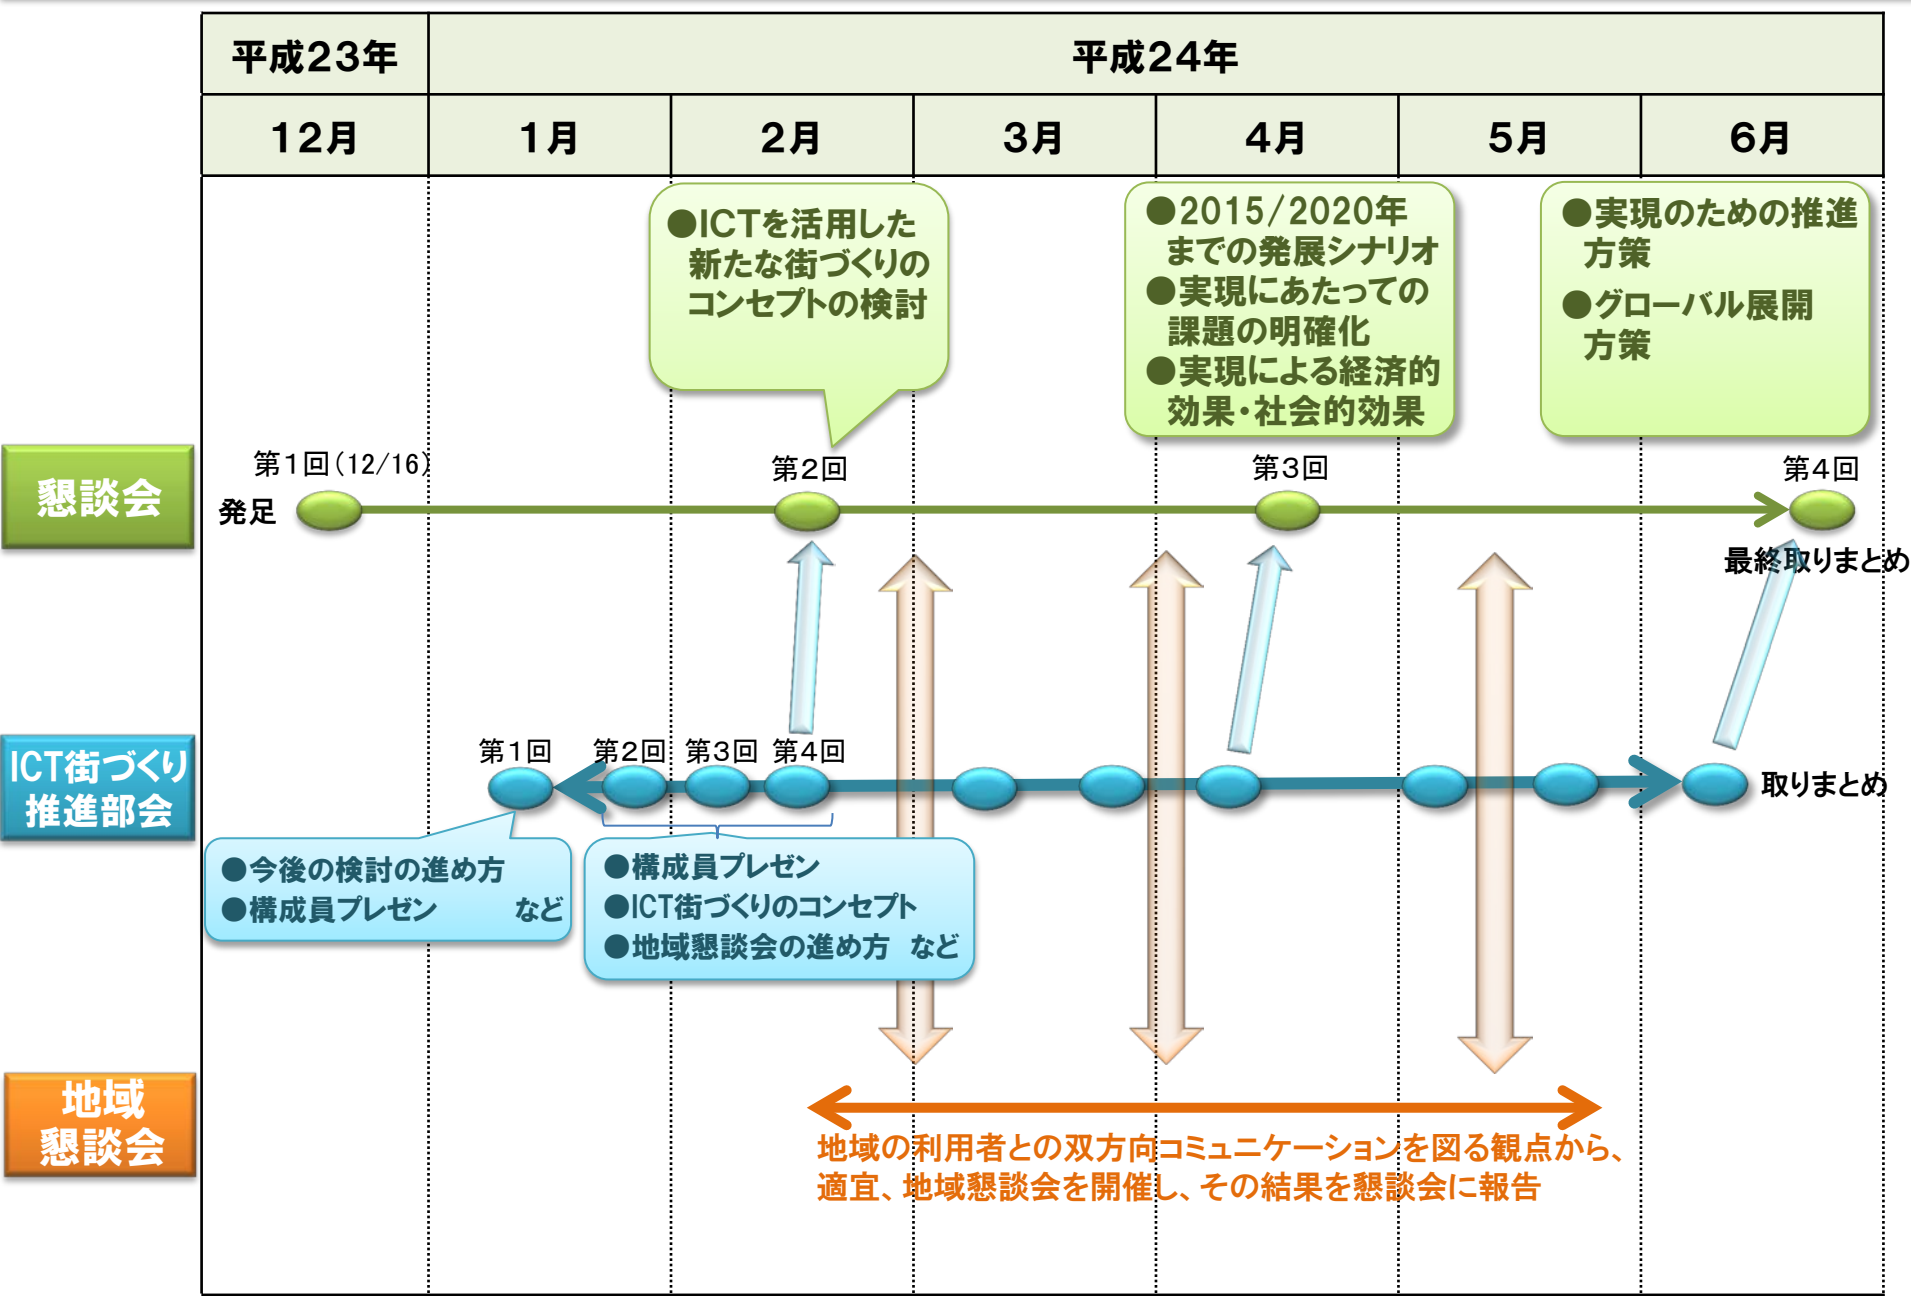 平成23年
平成24年
12月
1月
2月
3月
4月
5月
6月
●ICTを活用した
新たな街づくりの
コンセプトの検討
●2015/2020年
までの発展シナリオ
●実現にあたっての
課題の明確化
●実現による経済的
効果・社会的効果
●実現のための推進
方策
●グローバル展開
方策
懇談会
第1回(12/16)
第2回
第3回
第4回
発足
最終取りまとめ
ICT街づくり
推進部会
第1回
第2回
第3回
第4回
取りまとめ
●今後の検討の進め方
●構成員プレゼン など
●構成員プレゼン
●ICT街づくりのコンセプト
●地域懇談会の進め方 など
地域
懇談会
地域の利用者との双方向コミュニケーションを図る観点から、
適宜、地域懇談会を開催し、その結果を懇談会に報告